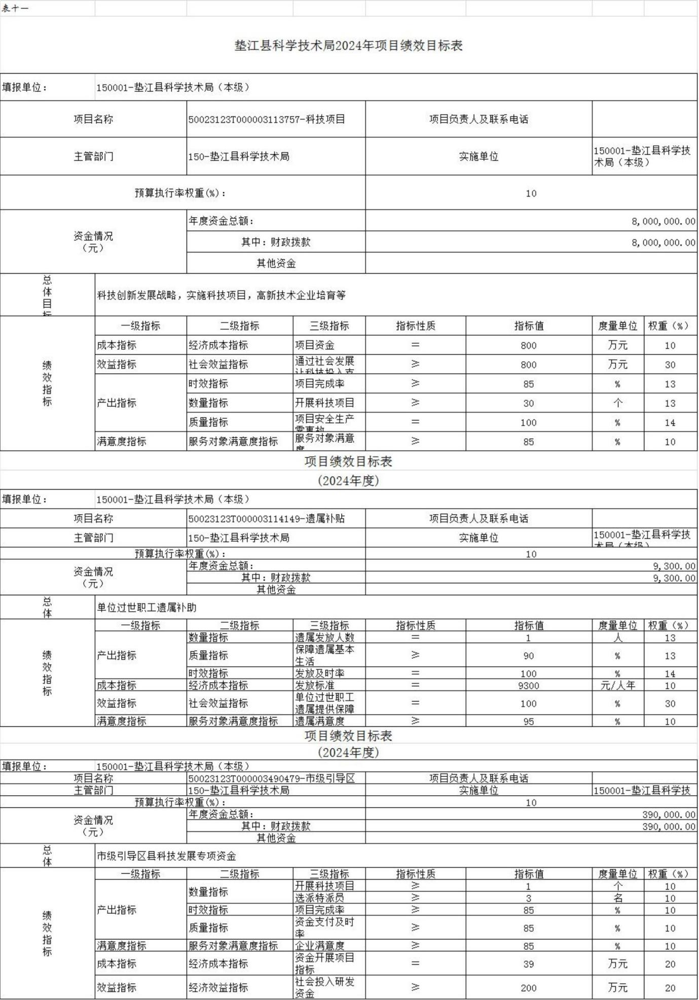 表十一
垫江县科学技术局2024年项目绩效目标表
填报单位： 150001-垫江县科学技术局（本级）
项目名称 50023123T000003113757-科技项目 项目负责人及联系电话
主管部门 150-垫江县科学技术局 实施单位 150001-垫江县科学技
术局（本级）
预算执行率权重(%)： 10
资金情况
（元）
年度资金总额： 8,000,000.00
其中：财政拨款 8,000,000.00
其他资金
总
体
目
标
科技创新发展战略，实施科技项目，高新技术企业培育等
绩
效
指
标
一级指标 二级指标 三级指标 指标性质 指标值 度量单位 权重（%）
成本指标 经济成本指标 项目资金 ＝ 800 万元 10
效益指标 社会效益指标 通过社会发展
让科技投入支 ≥ 800 万元 30
产出指标 时效指标 项目完成率 ≥ 85 % 13
数量指标 开展科技项目 ≥ 30 个 13
质量指标 项目安全生产
零事故 ＝ 100 % 14
满意度指标 服务对象满意度指标 服务对象满意
度 ≥ 85 % 10
项目绩效目标表
(2024年度)
填报单位： 150001-垫江县科学技术局（本级）
项目名称 50023123T000003114149-遗属补贴 项目负责人及联系电话
主管部门 150-垫江县科学技术局 实施单位 150001-垫江县科学技
术局（本级）
预算执行率权重(%)： 10
资金情况
（元）
年度资金总额： 9,300.00
其中：财政拨款 9,300.00
其他资金
总
体
单位过世职工遗属补助
绩
效
指
标
一级指标 二级指标 三级指标 指标性质 指标值 度量单位 权重（%）
产出指标 数量指标 遗属发放人数 ＝ 1 人 13
质量指标 保障遗属基本
生活 ≥ 90 % 13
时效指标 发放及时率 ＝ 100 % 14
成本指标 经济成本指标 发放标准 ＝ 9300 元/人年 10
效益指标 社会效益指标 单位过世职工
遗属提供保障 ＝ 100 % 30
满意度指标 服务对象满意度指标 遗属满意度 ≥ 95 % 10
项目绩效目标表
(2024年度)
填报单位： 150001-垫江县科学技术局（本级）
项目名称 50023123T000003490479-市级引导区 项目负责人及联系电话
主管部门 150-垫江县科学技术局 实施单位 150001-垫江县科学技
预算执行率权重(%)： 10
资金情况
（元）
年度资金总额： 390,000.00
其中：财政拨款 390,000.00
其他资金
总
体
市级引导区县科技发展专项资金
绩
效
指
标
一级指标 二级指标 三级指标 指标性质 指标值 度量单位 权重（%）
产出指标 数量指标 开展科技项目 ≥ 1 个 10
选派特派员 ≥ 3 名 10
时效指标 项目完成率 ≥ 85 % 10
质量指标 资金支付及时
率 ≥ 85 % 10
满意度指标 服务对象满意度指标 企业满意度 ≥ 85 % 10
成本指标 经济成本指标 资金开展项目
指标 ＝ 39 万元 20
效益指标 经济效益指标 社会投入研发
资金 ≥ 200 万元 20